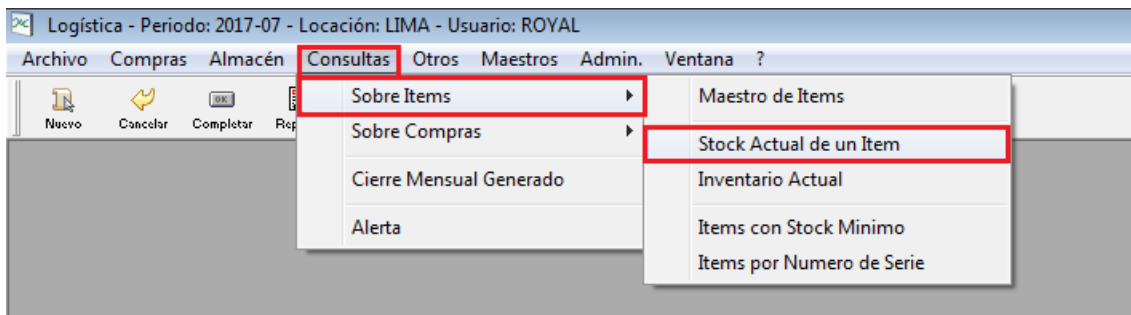 Logística - Periodo: 2017-07 - Locación: LIMA - Usuario: ROYAL
Archivo Compras Almacén Consultas Otros Maestros Admin. Ventana ?
Nuevo Cancelar Completar Rep
OK
Sobre Items
Sobre Compras
Cierre Mensual Generado
Alerta
Maestro de Items
Stock Actual de un Item
Inventario Actual
Items con Stock Minimo
Items por Numero de Serie